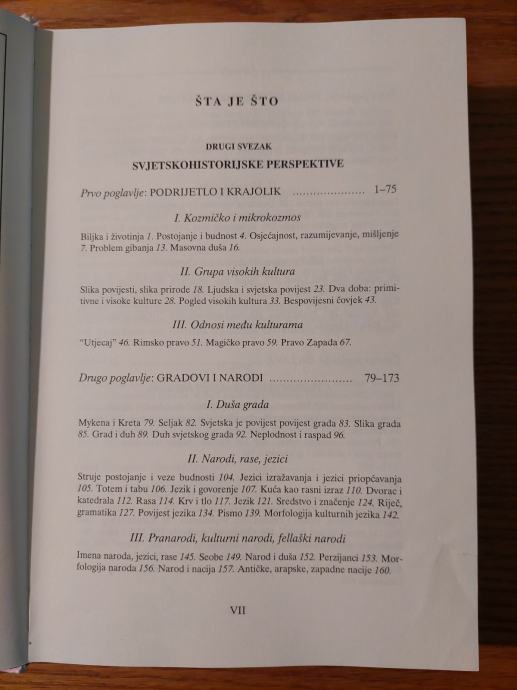 ŠTA JE ŠTO
DRUGI SVEZAK
SVJETSKOHISTORIJSKE PERSPEKTIVE
Prvo poglavlje: PODRIJETLO I KRAJOLIK ..................... 1–75
I. Kozmičko i mikrokozmos
Biljka i životinja 1. Postojanje i budnost 4. Osjećajnost, razumijevanje, mišljenje
7. Problem gibanja 13. Masovna duša 16.
II. Grupa visokih kultura
Slika povijesti, slika prirode 18. Ljudska i svjetska povijest 23. Dva doba: primi-
tivne i visoke kulture 28. Pogled visokih kultura 33. Bespovijesni čovjek 43.
III. Odnosi među kulturama
"Utjecaj" 46. Rimsko pravo 51. Magičko pravo 59. Pravo Zapada 67.
Drugo poglavlje: GRADOVI I NARODI ........................ 79–173
I. Duša grada
Mykena i Kreta 79. Seljak 82. Svjetska je povijest povijest grada 83. Slika grada
85. Grad i duh 89. Duh svjetskog grada 92. Neplodnost i raspad 96.
II. Narodi, rase, jezici
Struje postojanja i veze budnosti 104. Jezici izražavanja i jezici priopćavanja
105. Totem i tabu 106. Jezik i govorenje 107. Kuća kao rasni izraz 110. Dvorac i
katedrala 112. Rasa 114. Krv i tlo 117. Jezik 121. Sredstvo i značenje 124. Riječ,
gramatika 127. Povijest jezika 134. Pismo 139. Morfologija kulturnih jezika 142.
III. Pranarodi, kulturni narodi, fellaški narodi
Imena naroda, jezici, rase 145. Seobe 149. Narod i duša 152. Perzijanci 153. Mor-
fologija naroda 156. Narod i nacija 157. Antičke, arapske, zapadne nacije 160.
VII